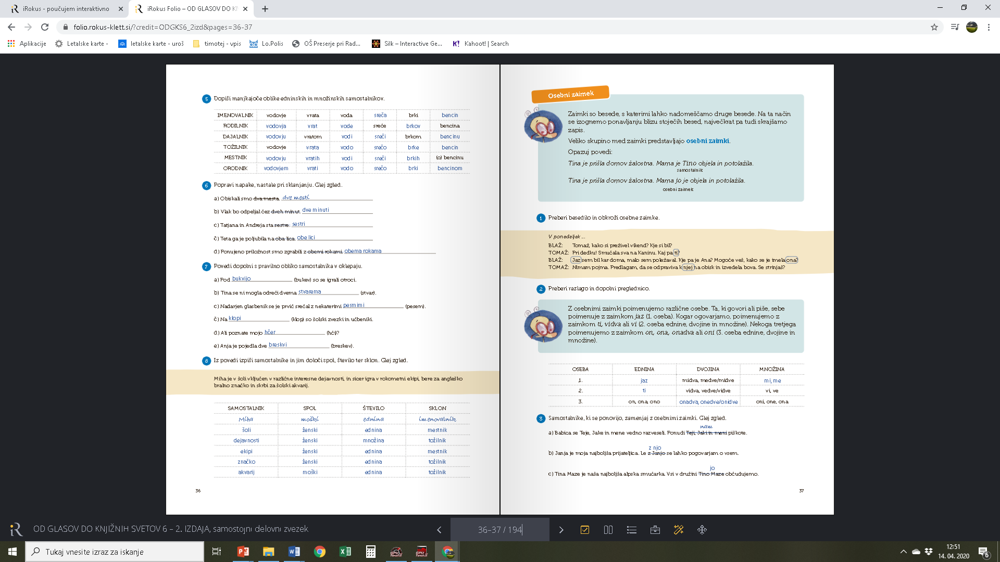 iRokus - poučujem interaktivno
iRokus Folio – OD GLASOV DO KN
folio.rokus-klett.si/?credit=ODGKS6_2izd&pages=36-37
Aplikacije
Letalske karte -
letalske karte - uroš
timotej - vpis
Lo.Polis
OŠ Preserje pri Rad...
Silk – Interactive Ge...
K! Kahoot! | Search
5 Dopiši manjkajoče oblike edninskih in množinskih samostalnikov.
IMENOVALNIK vodovje vrata voda sreča brki bencin
RODILNIK vodovja vrat vode sreče brkov bencina
DAJALNIK vodovju vratom vodi sreči brkom bencinu
TOŽILNIK vodovje vrata vodo srečo brke bencin
MESTNIK vodovju vratih vodi sreči brkih (o) bencinu
ORODNIK vodovjem vrati vodo srečo brki bencinom
6 Popravi napake, nastale pri sklanjanju. Glej zgled.
a) Obiskali smo dva mesta. dve mesti
b) Vlak bo odpeljal čez dveh minut. dve minuti
c) Tatjana in Andreja sta sestre. sestri
č) Teta ga je poljubila na oba lica. obe lici
d) Ponujeno priložnost smo zgrabili z obemi rokami. obema rokama
7 Povedi dopolni s pravilno obliko samostalnika v oklepaju.
a) Pod bukvijo (bukev) so se igrali otroci.
b) Tina se ni mogla odreči dvema stvarema (stvar).
c) Nadarjen glasbenik se je prvič srečal z nekaterimi pesmimi (pesem).
č) Na klopi (klop) so šolski zvezki in učbeniki.
d) Ali poznate mojo hčer (hči)?
e) Anja je pojedla dve breskvi (breskev).
8 Iz povedi izpiši samostalnike in jim določi spol, število ter sklon. Glej zgled.
Miha je v šoli vključen v različne interesne dejavnosti, in sicer igra v rokometni ekipi, bere za angleško
bralno značko in skrbi za šolski akvarij.
SAMOSTALNIK SPOL ŠTEVILO SKLON
Miha moški ednina imenovalnik
šoli ženski ednina mestnik
dejavnosti ženski množina tožilnik
ekipi ženski ednina mestnik
značko ženski ednina tožilnik
akvarij moški ednina tožilnik
36
Osebni zaimek
Zaimki so besede, s katerimi lahko nadomeščamo druge besede. Na ta način
se izognemo ponavljanju blizu stoječih besed, največkrat pa tudi skrajšamo
zapis.
Veliko skupino med zaimki predstavljajo osebni zaimki.
Opazuj povedi:
Tina je prišla domov žalostna. Mama je Tino objela in potolažila.
samostalnik
Tina je prišla domov žalostna. Mama jo je objela in potolažila.
osebni zaimek
1 Preberi besedilo in obkroži osebne zaimke.
V ponedeljek ...
BLAŽ: Tomaž, kako si preživel vikend? Kje si bil?
TOMAŽ: Pri dedku! Smučala sva na Kaninu. Kaj pa ti?
BLAŽ: Jaz sem bil kar doma, malo sem poležaval. Kje pa je Ana? Mogoče veš, kako se je imela ona?
TOMAŽ: Nimam pojma. Predlagam, da se odpraviva k njej na obisk in izvedela bova. Se strinjaš?
2 Preberi razlago in dopolni preglednico.
Z osebnimi zaimki poimenujemo različne osebe. Ta, ki govori ali piše, sebe
poimenuje z zaimkom jaz (1. oseba). Kogar ogovarjamo, poimenujemo z
zaimkom ti, vidva ali vi (2. oseba ednine, dvojine in množine). Nekoga tretjega
poimenujemo z zaimkom on, ona, onadva ali oni (3. oseba ednine, dvojine in
množine).
OSEBA EDNINA DVOJINA MNOŽINA
1. jaz midva, medve/midve mi, me
2. ti vidva, vedve/vidve vi, ve
3. on, ona, ono onadva, onedve/onidve oni, one, ona
3 Samostalnike, ki se ponovijo, zamenjaj z osebnimi zaimki. Glej zgled.
nam
a) Babica se Teje, Jake in mene vedno razveseli. Ponudi Teji, Jaki in meni piškote.
z njo
b) Janja je moja najboljša prijateljica. Le z Janjo se lahko pogovarjam o vsem.
jo
c) Tina Maze je naša najboljša alpska smučarka. Vsi v družini Tino Maze občudujemo.
37
OD GLASOV DO KNJIŽNIH SVETOV 6 – 2. IZDAJA, samostojni delovni zvezek
36-37 / 194
Tukaj vnesite izraz za iskanje
12:51
14. 04. 2020
6